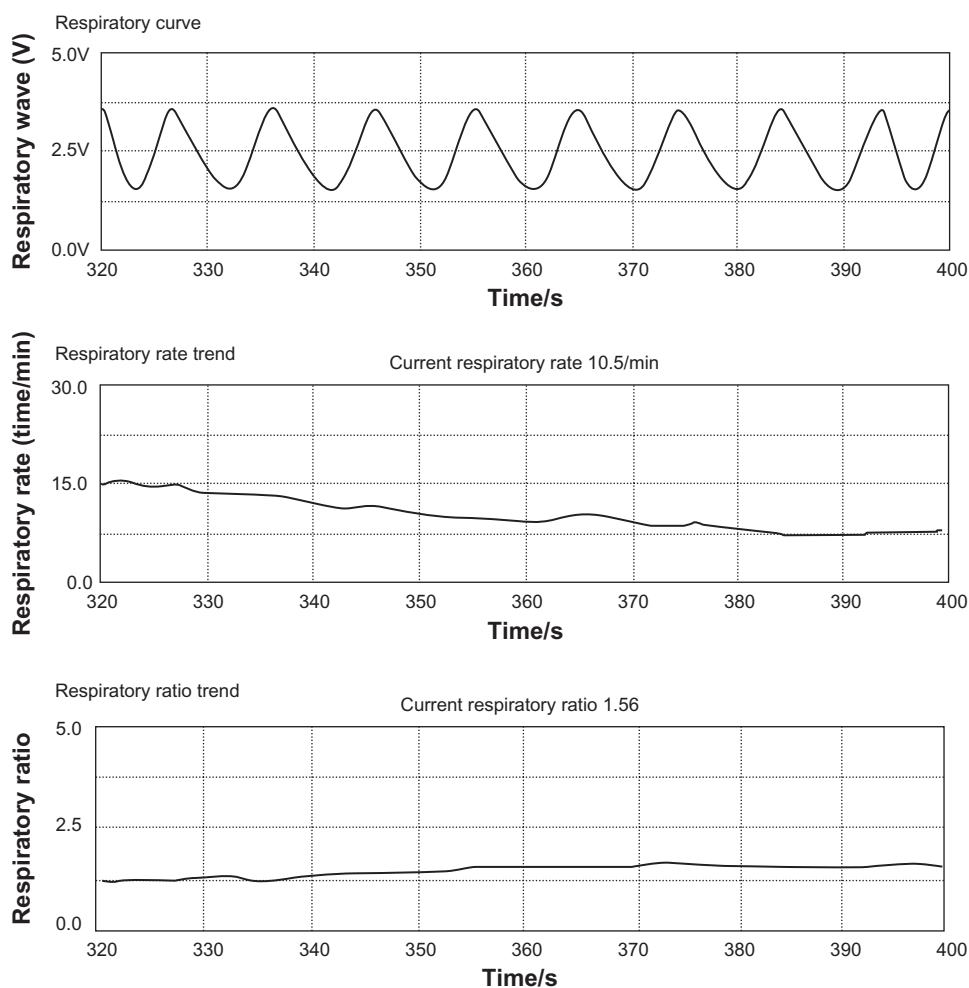 Respiratory curve
Respiratory wave (V)
5.0V
2.5V
0.0V
320 330 340 350 360 370 380 390 400
Time/s
Respiratory rate trend
Current respiratory rate 10.5/min
Respiratory rate (time/min)
30.0
15.0
0.0
320 330 340 350 360 370 380 390 400
Time/s
Respiratory ratio trend
Current respiratory ratio 1.56
Respiratory ratio
5.0
2.5
0.0
320 330 340 350 360 370 380 390 400
Time/s